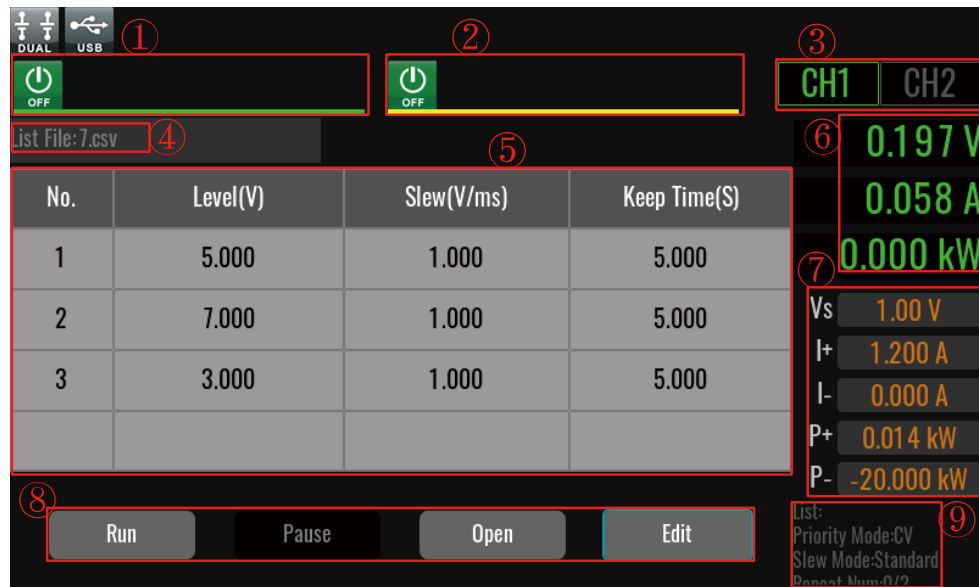 DUAL USB ①
② ③
OFF OFF CH1 CH2
List File:7.csv ④ ⑤ ⑥ 0.197 V
No. Level(V) Slew(V/ms) Keep Time(S) 0.058 A
1 5.000 1.000 5.000 ⑦ 0.000 kW
2 7.000 1.000 5.000 Vs 1.00 V
I+ 1.200 A
3 3.000 1.000 5.000 I- 0.000 A
P+ 0.014 kW
P- -20.000 kW
⑧ List: ⑨
Run Pause Open Edit Priority Mode:CV
Slew Mode:Standard
Repeat Num:0/2